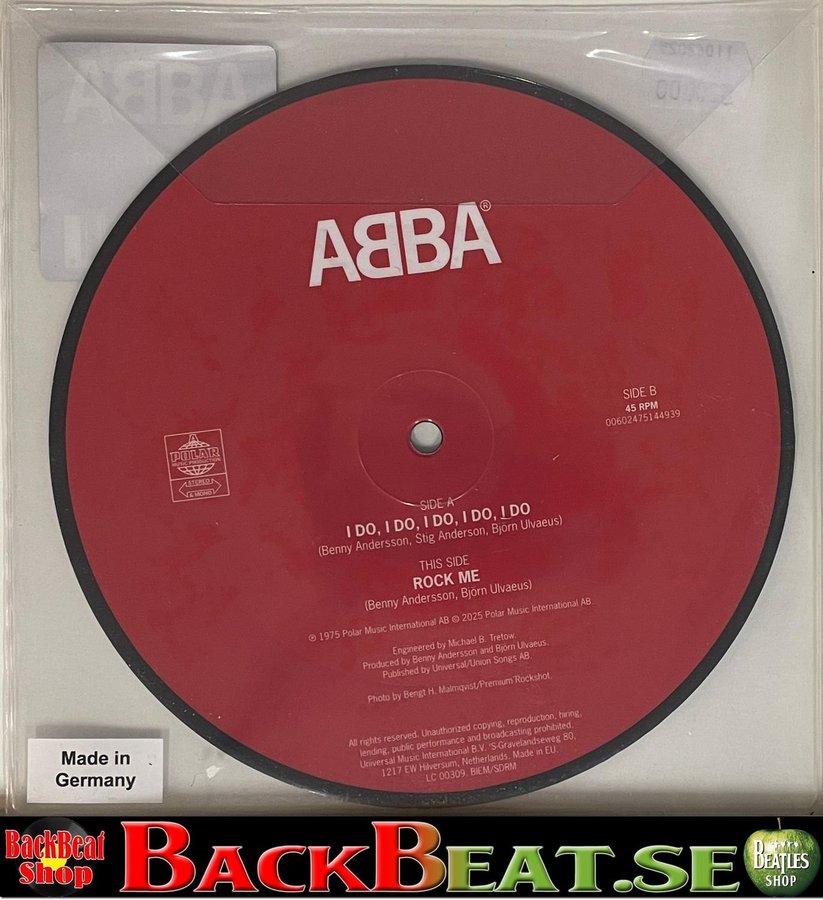 ABBA®
SIDE B
45 RPM
00602475144939
A
POLAR
MUSIC PRODUCTION
STEREO
& MONO
SIDE A
I DO, I DO, I DO, I DO, I DO
(Benny Andersson, Stig Anderson, Björn Ulvaeus)
THIS SIDE
ROCK ME
(Benny Andersson, Björn Ulvaeus)
℗ 1975 Polar Music International AB © 2025 Polar Music International AB.
Engineered by Michael B. Tretow.
Produced by Benny Andersson and Björn Ulvaeus.
Published by Universal/Union Songs AB.
Photo by Bengt H. Malmqvist/Premium Rockshot.
All rights reserved. Unauthorized copying, reproduction, hiring,
lending, public performance and broadcasting prohibited.
Universal Music International B.V. 'S-Gravelandseweg 80,
1217 EW Hilversum, Netherlands. Made in EU.
LC 00309. BIEM/SDRM
Made in
Germany
BackBeat
Shop
BACKBEAT.SE
THE
BEATLES
SHOP